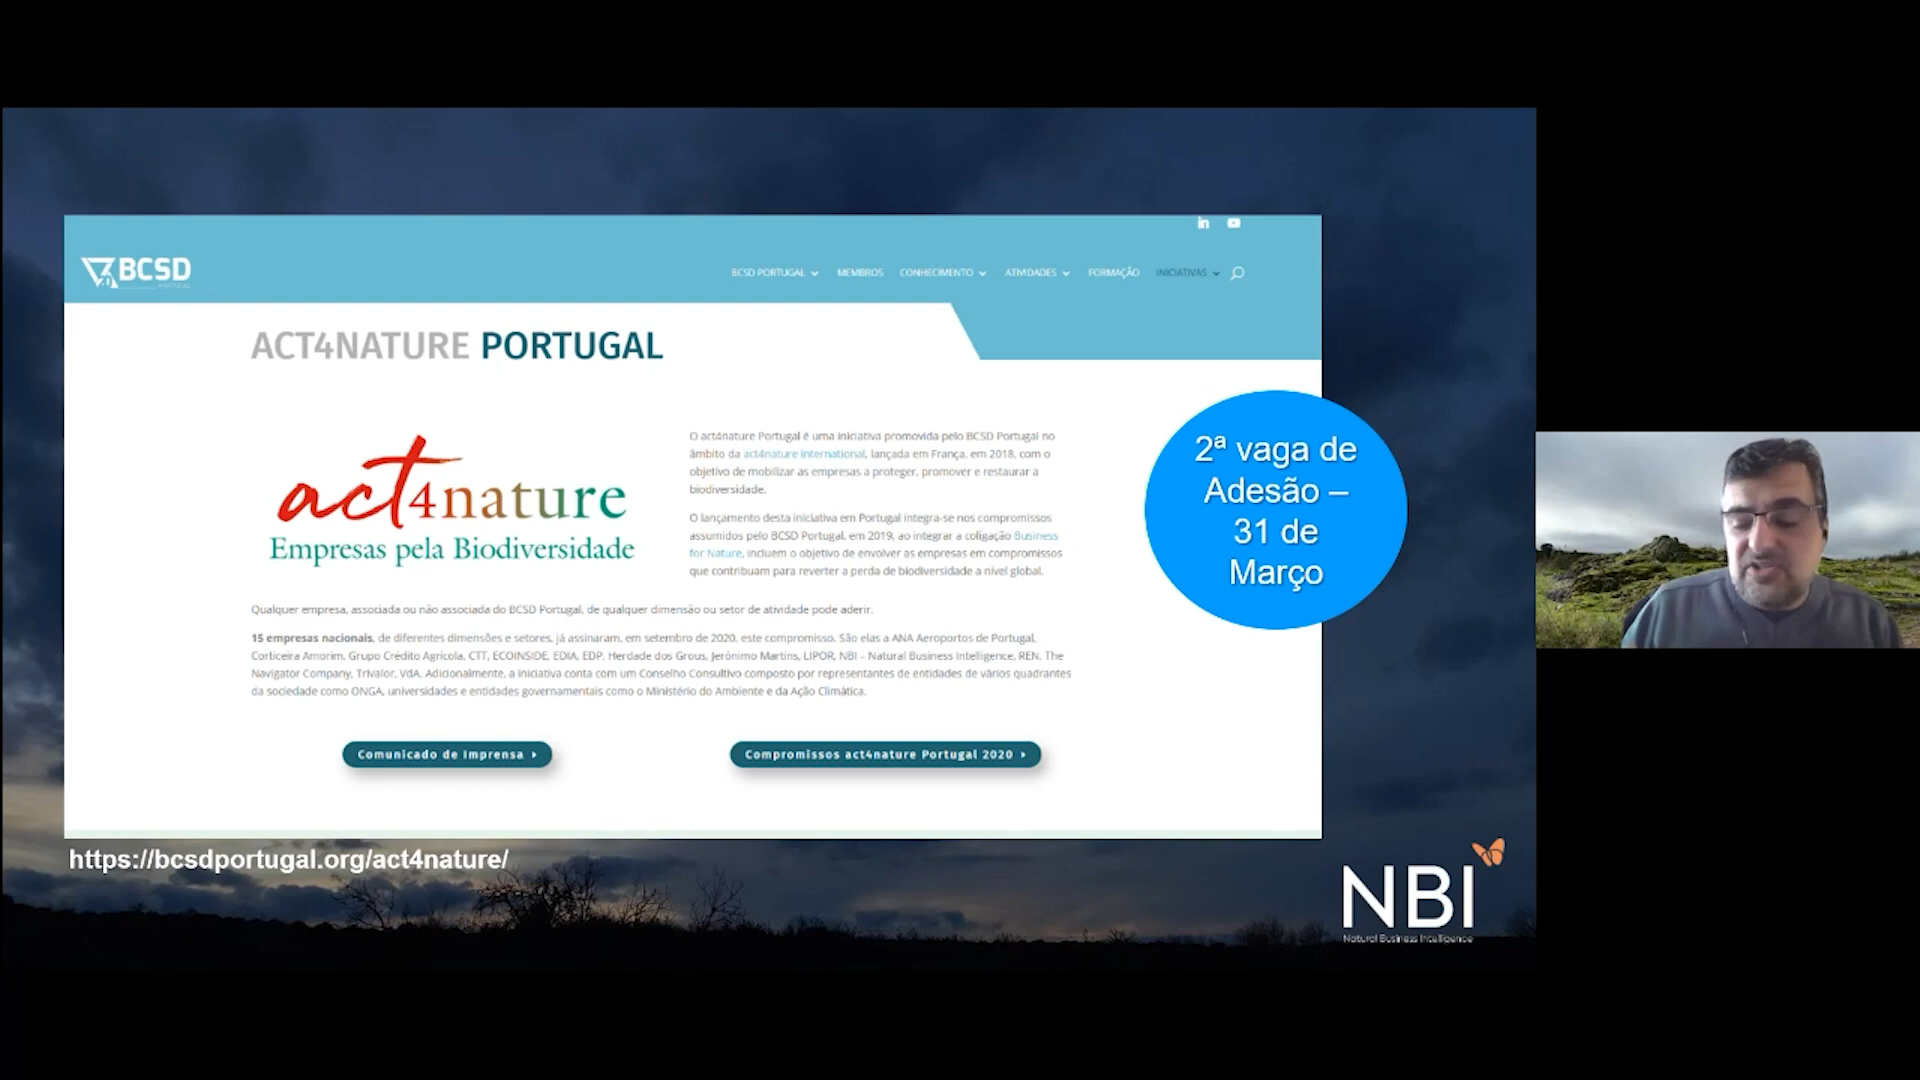 BCSD
PORTUGAL
BCSD PORTUGAL MEMBROS CONHECIMENTO ATIVIDADES FORMAÇÃO INICIATIVAS
ACT4NATURE PORTUGAL
act4nature
Empresas pela Biodiversidade
O act4nature Portugal é uma iniciativa promovida pelo BCSD Portugal no
âmbito da act4nature international, lançada em França, em 2018, com o
objetivo de mobilizar as empresas a proteger, promover e restaurar a
biodiversidade.
O lançamento desta iniciativa em Portugal integra-se nos compromissos
assumidos pelo BCSD Portugal, em 2019, ao integrar a coligação Business
for Nature, incluem o objetivo de envolver as empresas em compromissos
que contribuam para reverter a perda de biodiversidade a nível global.
Qualquer empresa, associada ou não associada do BCSD Portugal, de qualquer dimensão ou setor de atividade pode aderir.
15 empresas nacionais, de diferentes dimensões e setores, já assinaram, em setembro de 2020, este compromisso. São elas a ANA Aeroportos de Portugal,
Corticeira Amorim, Grupo Crédito Agrícola, CTT, ECOINSIDE, EDIA, EDP, Herdade dos Grous, Jerónimo Martins, LIPOR, NBI – Natural Business Intelligence, REN, The
Navigator Company, Trivalor, VdA. Adicionalmente, a iniciativa conta com um Conselho Consultivo composto por representantes de entidades de vários quadrantes
da sociedade como ONGA, universidades e entidades governamentais como o Ministério do Ambiente e da Ação Climática.
Comunicado de Imprensa
Compromissos act4nature Portugal 2020
2ª vaga de
Adesão –
31 de
Março
https://bcsdportugal.org/act4nature/
NBI
Natural Business Intelligence